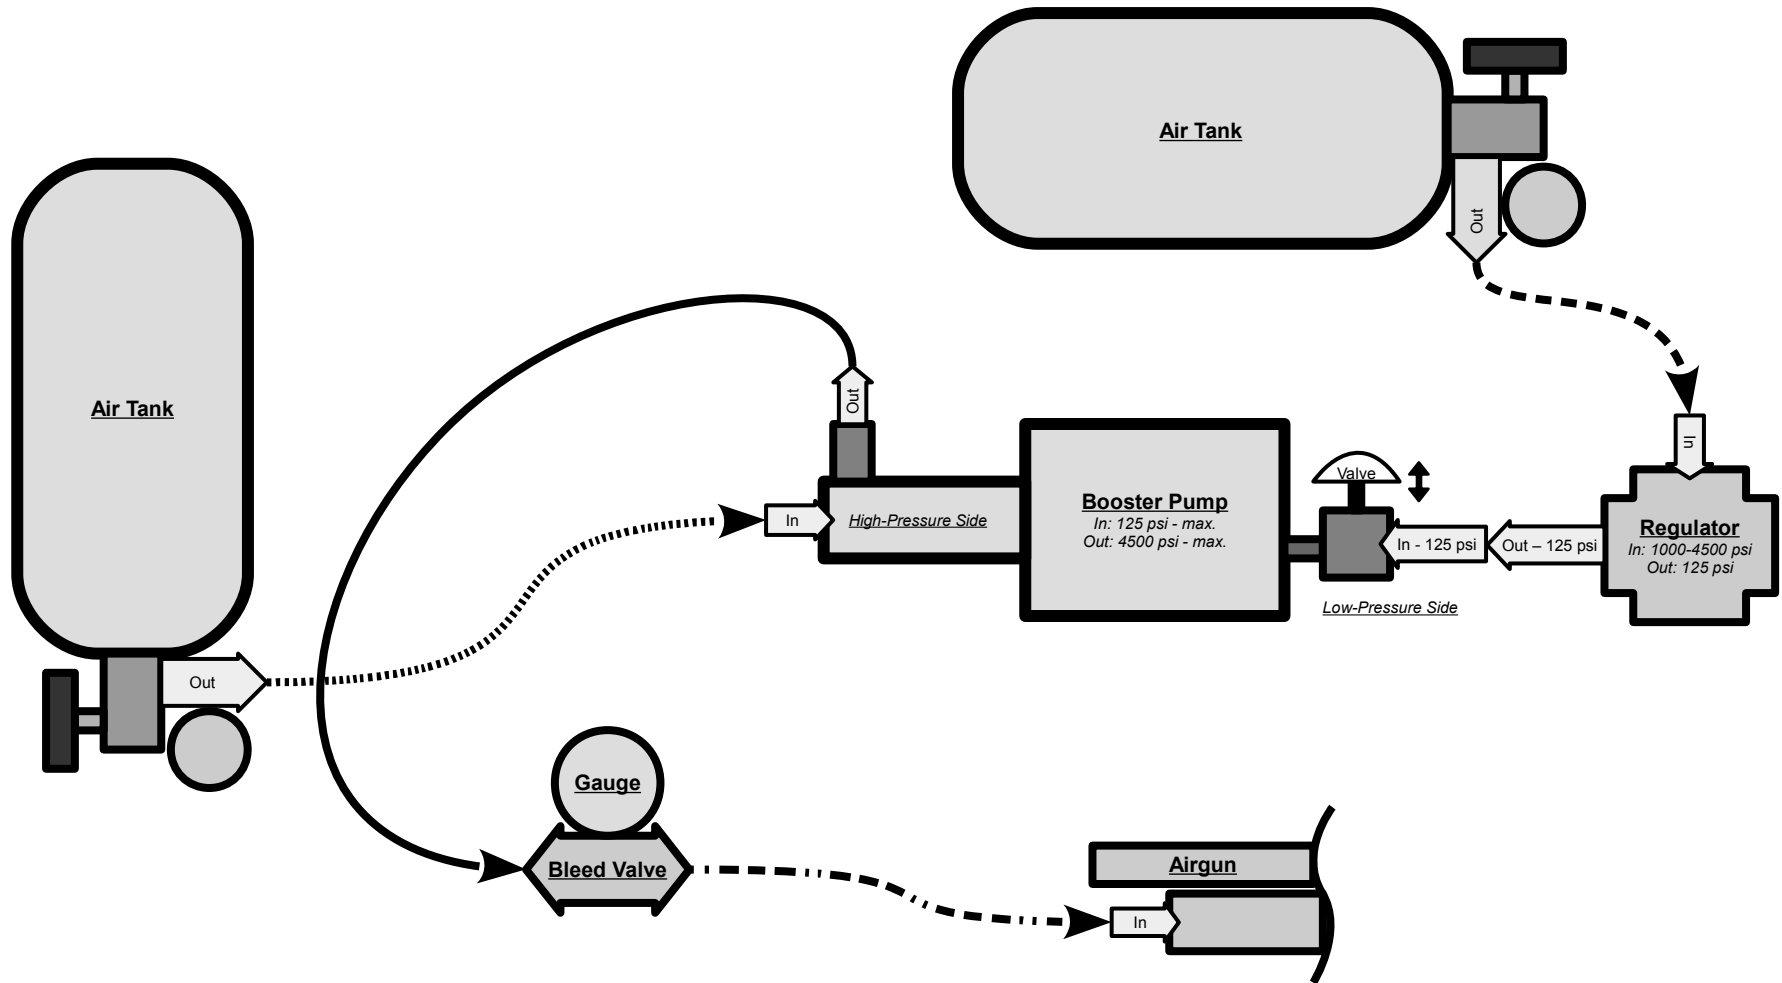 Air Tank
Out
Air Tank
Out
Out
In
In
High-Pressure Side
Booster Pump
In: 125 psi - max.
Out: 4500 psi - max.
Valve
In - 125 psi
Out – 125 psi
Regulator
In: 1000-4500 psi
Out: 125 psi
Low-Pressure Side
Gauge
Bleed Valve
Airgun
In